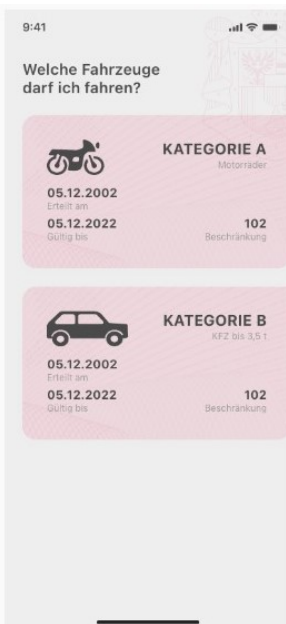 9:41
Welche Fahrzeuge
darf ich fahren?
KATEGORIE A
Motorräder
05.12.2002
Erteilt am
05.12.2022 102
Gültig bis Beschränkung
KATEGORIE B
KFZ bis 3,5 t
05.12.2002
Erteilt am
05.12.2022 102
Gültig bis Beschränkung